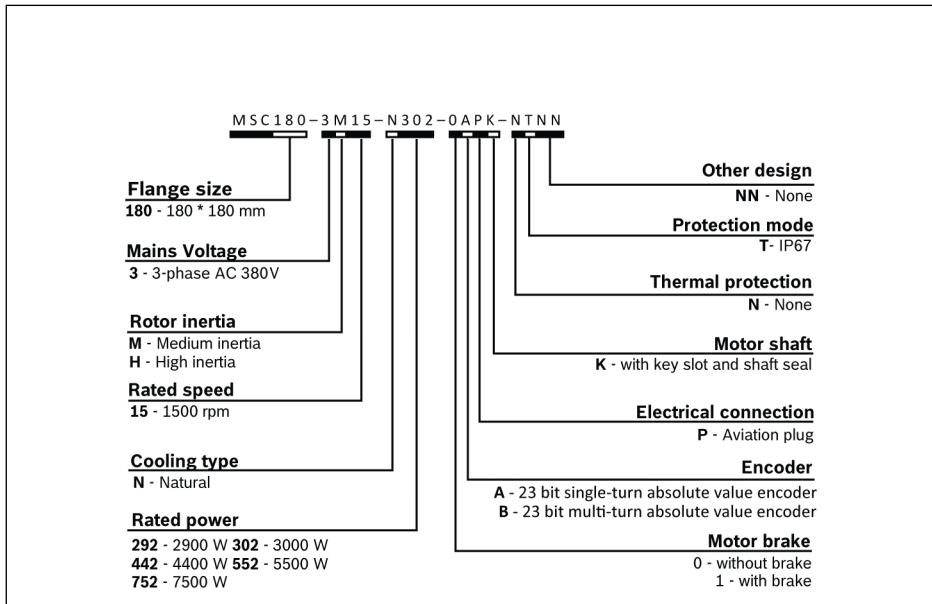 MSC180-3M15-N302-0APK-NTNN
Flange size
180 - 180 * 180 mm
Mains Voltage
3 - 3-phase AC 380V
Rotor inertia
M - Medium inertia
H - High inertia
Rated speed
15 - 1500 rpm
Cooling type
N - Natural
Rated power
292 - 2900 W 302 - 3000 W
442 - 4400 W 552 - 5500 W
752 - 7500 W
Other design
NN - None
Protection mode
T- IP67
Thermal protection
N - None
Motor shaft
K - with key slot and shaft seal
Electrical connection
P - Aviation plug
Encoder
A - 23 bit single-turn absolute value encoder
B - 23 bit multi-turn absolute value encoder
Motor brake
0 - without brake
1 - with brake